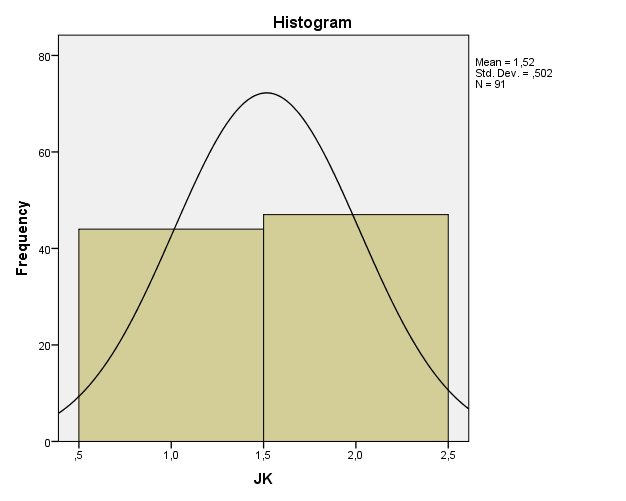 Histogram
Mean = 1,52
Std. Dev. = ,502
N = 91
80
60
40
20
0
Frequency
,5
1,0
1,5
2,0
2,5
JK